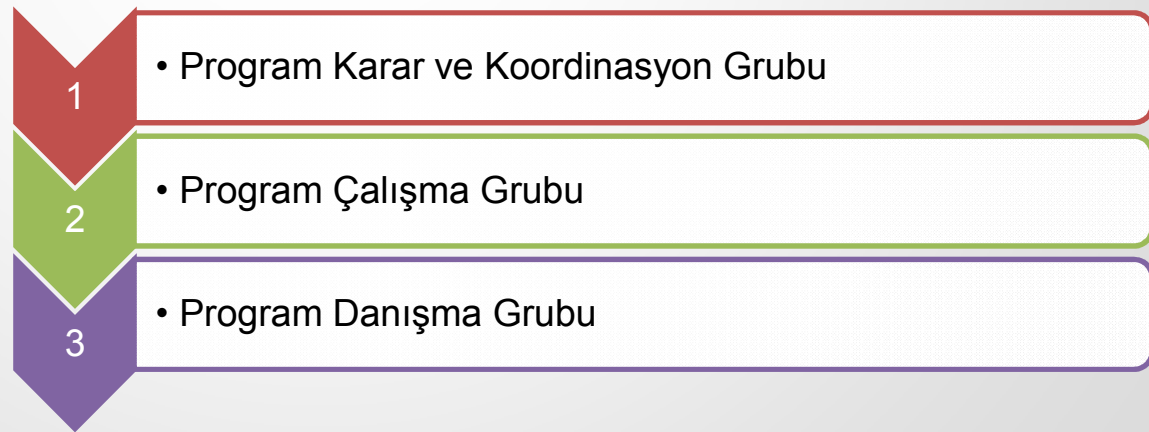 1
• Program Karar ve Koordinasyon Grubu
2
• Program Çalışma Grubu
3
• Program Danışma Grubu